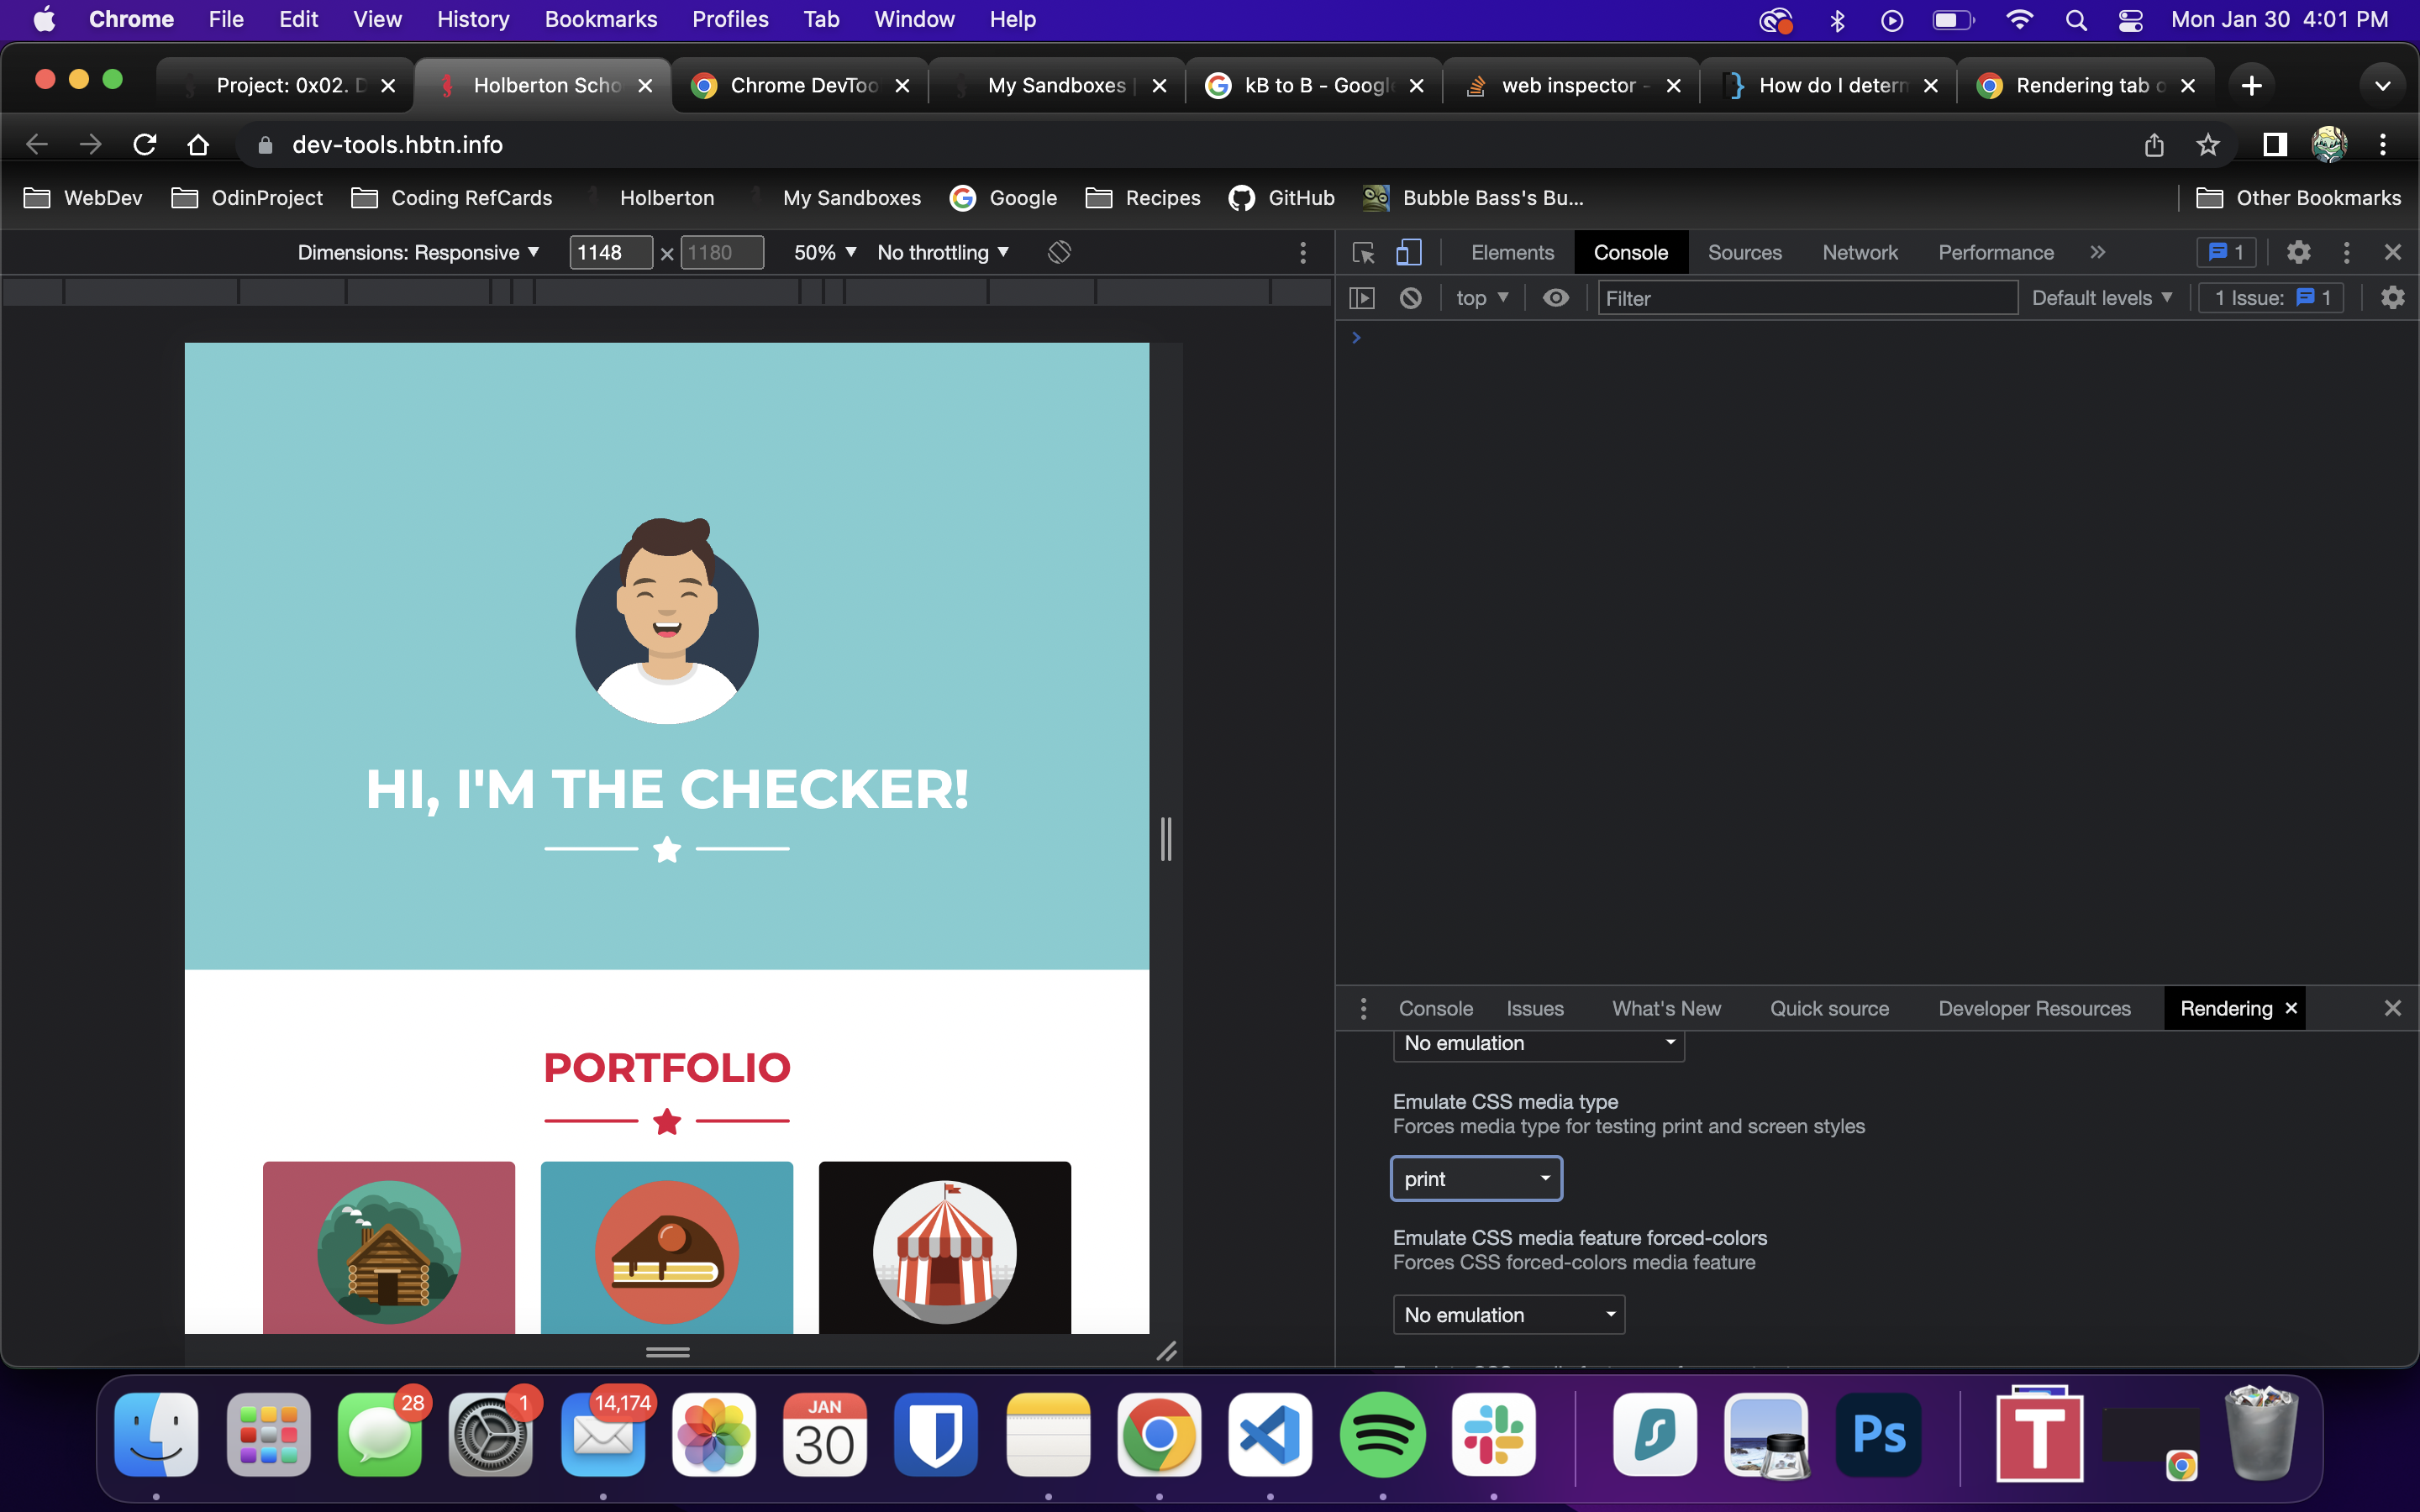 Chrome File Edit View History Bookmarks Profiles Tab Window Help Mon Jan 30 4:01 PM
Project: 0x02. D Holberton Scho Chrome DevToo My Sandboxes | kB to B - Google web inspector - How do I determ Rendering tab o
dev-tools.hbtn.info
WebDev OdinProject Coding RefCards Holberton My Sandboxes Google Recipes GitHub Bubble Bass's Bu... Other Bookmarks
Dimensions: Responsive 1148 × 1180 50% No throttling
Elements Console Sources Network Performance 1
top Filter Default levels 1 Issue: 1
HI, I'M THE CHECKER!
PORTFOLIO
Console Issues What's New Quick source Developer Resources Rendering
No emulation
Emulate CSS media type
Forces media type for testing print and screen styles
print
Emulate CSS media feature forced-colors
Forces CSS forced-colors media feature
No emulation
28 1 14,174 JAN
30 Ps T